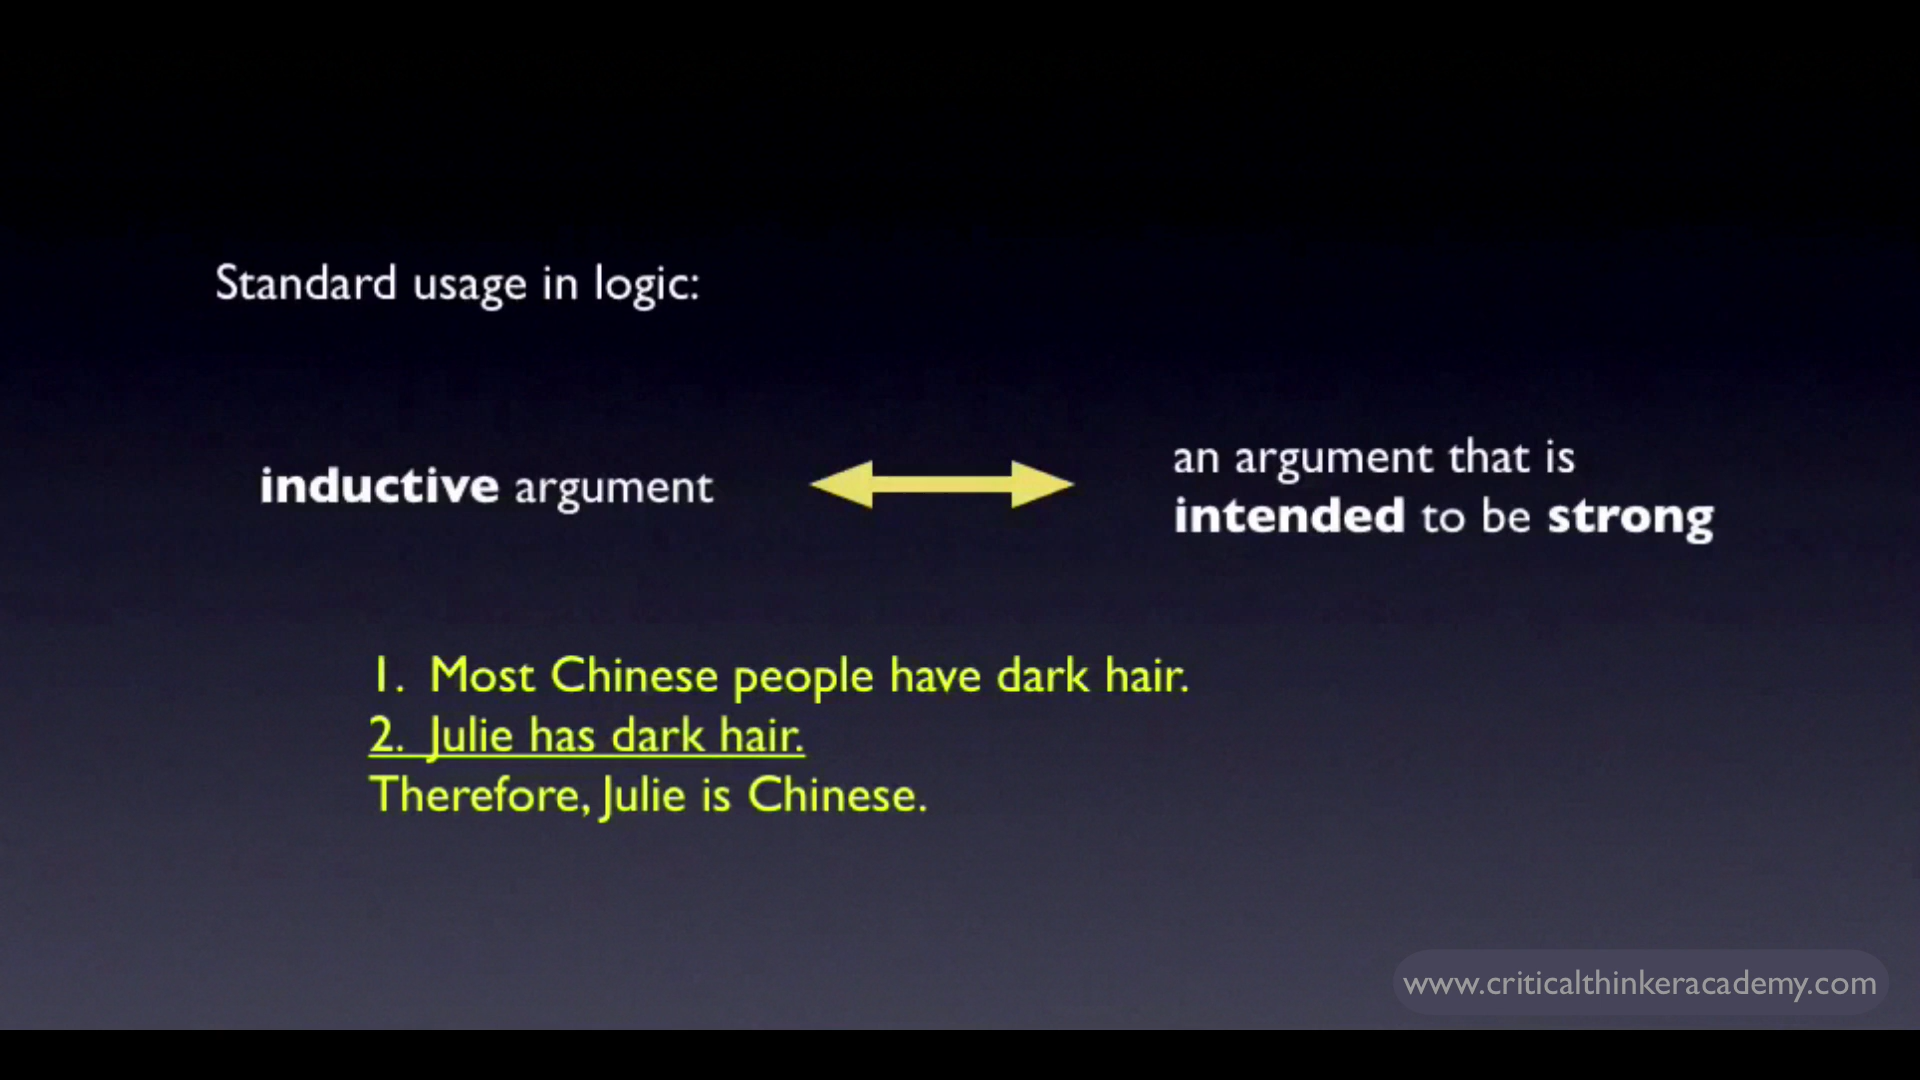 Standard usage in logic:
inductive argument
an argument that is
intended to be strong
1. Most Chinese people have dark hair.
2. Julie has dark hair.
Therefore, Julie is Chinese.
www.criticalthinkeracademy.com